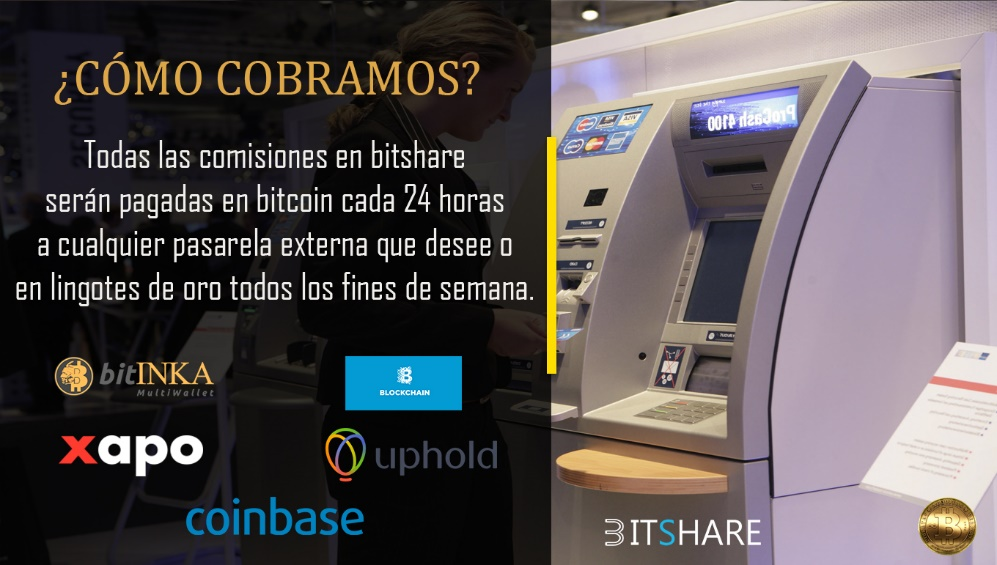 ¿CÓMO COBRAMOS?
Todas las comisiones en bitshare
serán pagadas en bitcoin cada 24 horas
a cualquier pasarela externa que desee o
en lingotes de oro todos los fines de semana.
bitINKA
MultiWallet
BLOCKCHAIN
xapo
uphold
coinbase
ProCash 4100
BITSHARE